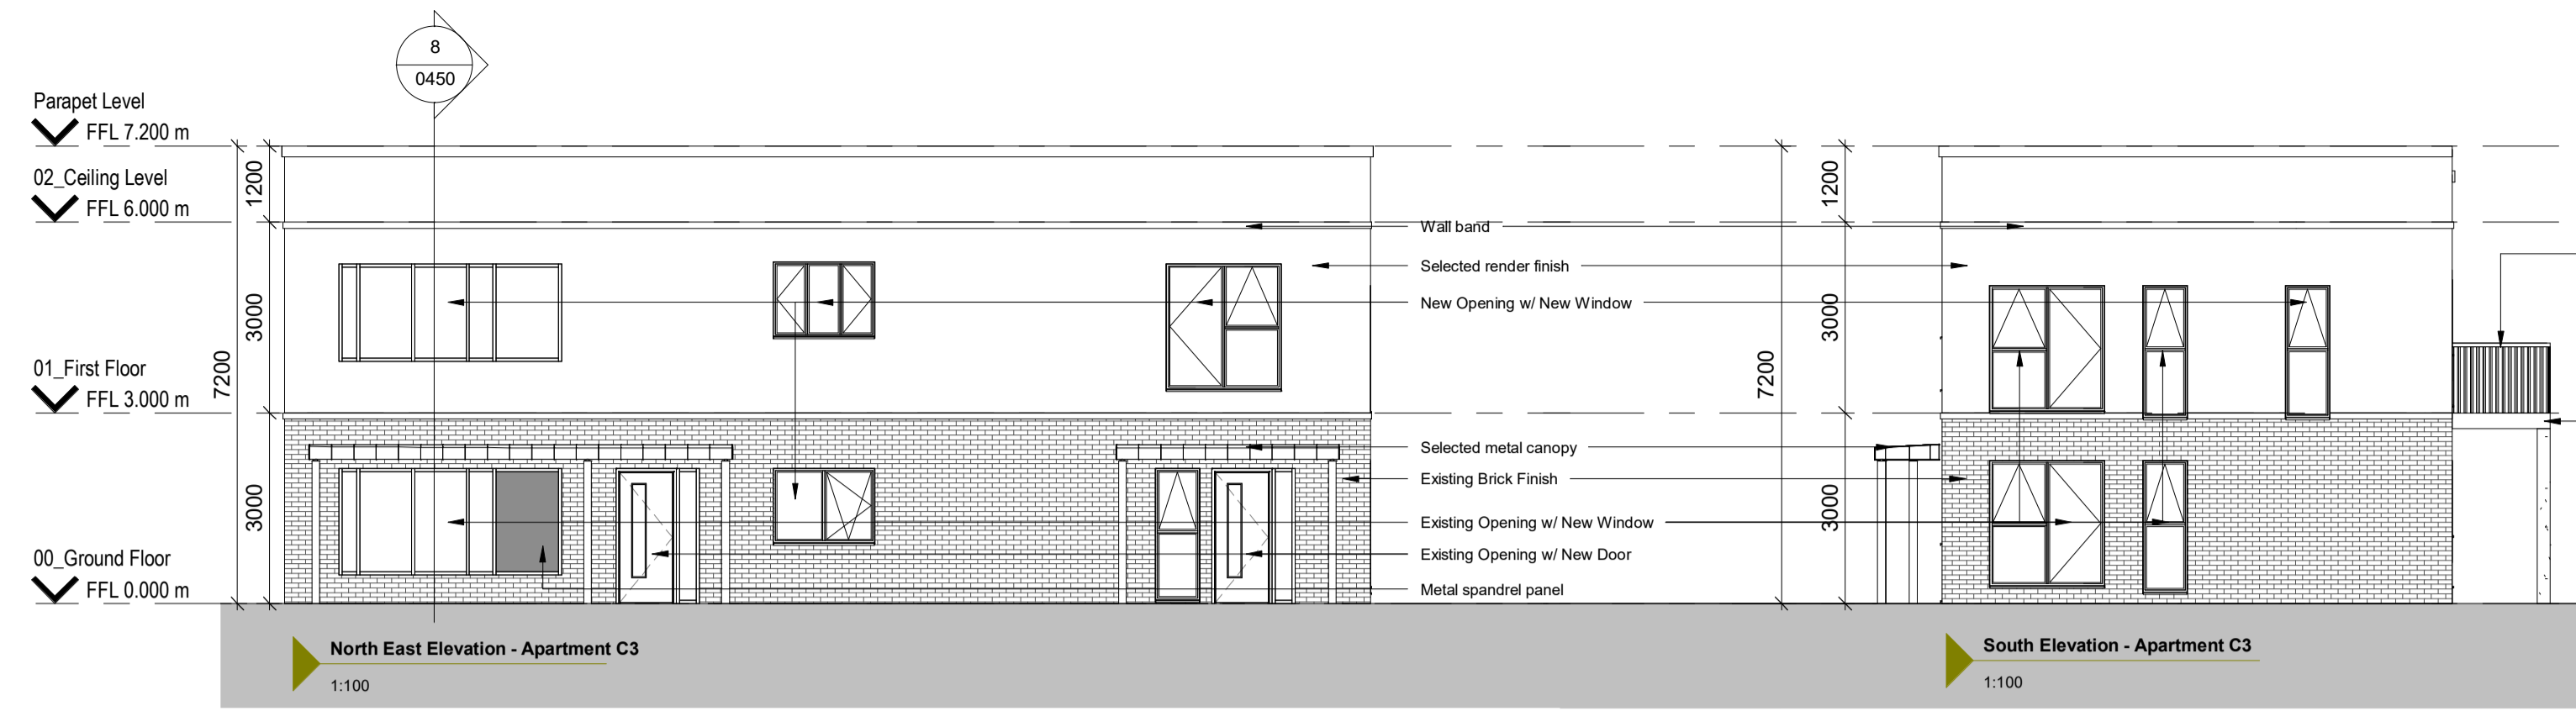 8
0450
Parapet Level
FFL 7.200 m
02_Ceiling Level
FFL 6.000 m
01_First Floor
FFL 3.000 m
00_Ground Floor
FFL 0.000 m
1200
3000
7200
3000
Wall band
Selected render finish
New Opening w/ New Window
Selected metal canopy
Existing Brick Finish
Existing Opening w/ New Window
Existing Opening w/ New Door
Metal spandrel panel
1200
3000
7200
3000
North East Elevation - Apartment C3
1:100
South Elevation - Apartment C3
1:100